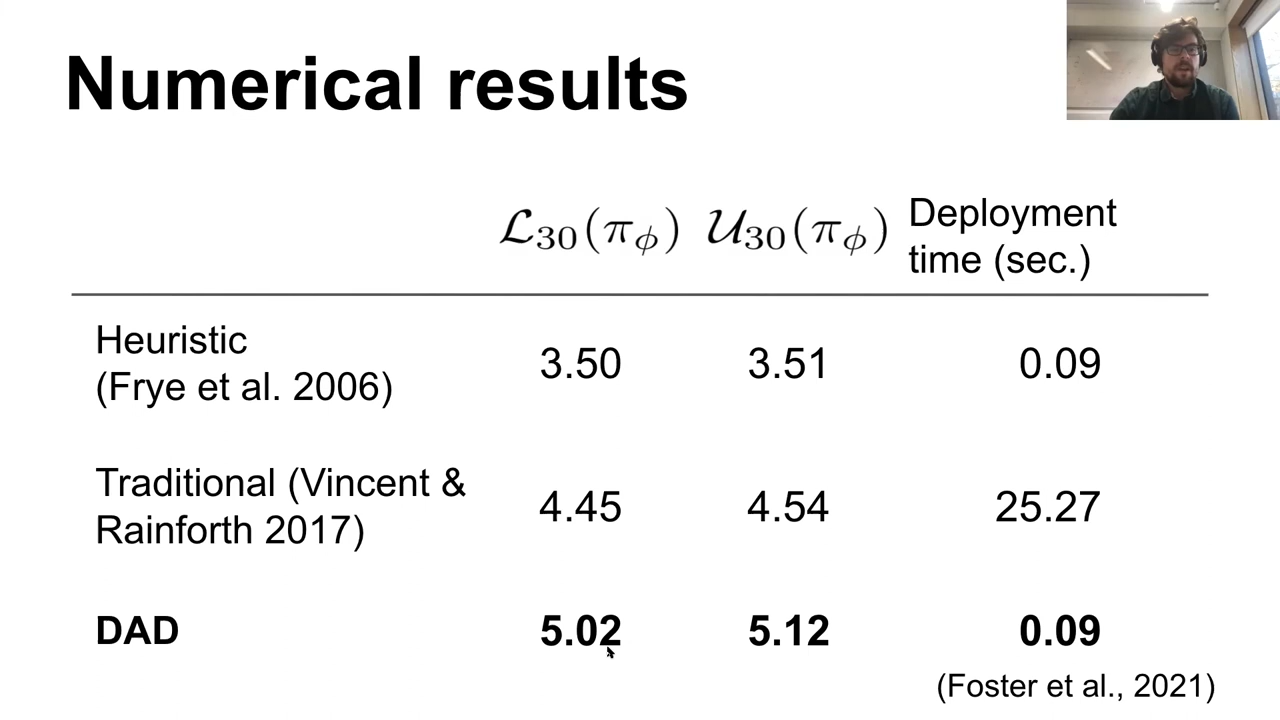 Numerical results
ℒ₃₀(π_ϕ) 𝒰₃₀(π_ϕ) Deployment
time (sec.)
Heuristic
(Frye et al. 2006) 3.50 3.51 0.09
Traditional (Vincent &
Rainforth 2017) 4.45 4.54 25.27
DAD 5.02 5.12 0.09
(Foster et al., 2021)